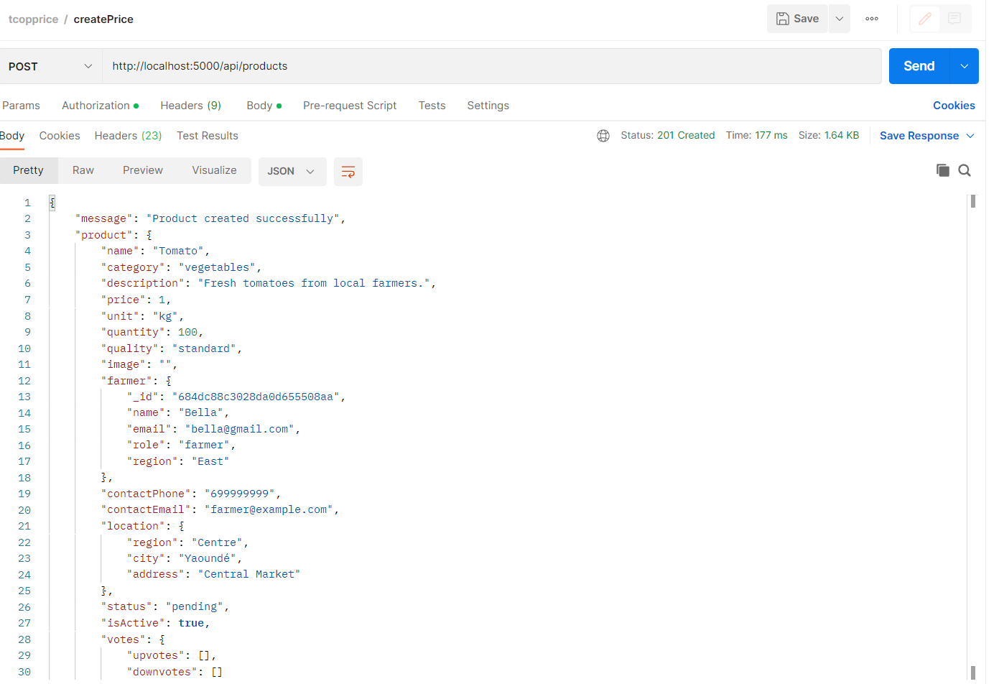 tcopprice / createPrice
Save
POST
http://localhost:5000/api/products
Send
Params Authorization Headers (9) Body Pre-request Script Tests Settings Cookies
Body Cookies Headers (23) Test Results Status: 201 Created Time: 177 ms Size: 1.64 KB Save Response
Pretty Raw Preview Visualize JSON
1 {
2 "message": "Product created successfully",
3 "product": {
4 "name": "Tomato",
5 "category": "vegetables",
6 "description": "Fresh tomatoes from local farmers.",
7 "price": 1,
8 "unit": "kg",
9 "quantity": 100,
10 "quality": "standard",
11 "image": "",
12 "farmer": {
13 "_id": "684dc88c3028da0d655508aa",
14 "name": "Bella",
15 "email": "bella@gmail.com",
16 "role": "farmer",
17 "region": "East"
18 },
19 "contactPhone": "699999999",
20 "contactEmail": "farmer@example.com",
21 "location": {
22 "region": "Centre",
23 "city": "Yaoundé",
24 "address": "Central Market"
25 },
26 "status": "pending",
27 "isActive": true,
28 "votes": {
29 "upvotes": [],
30 "downvotes": []